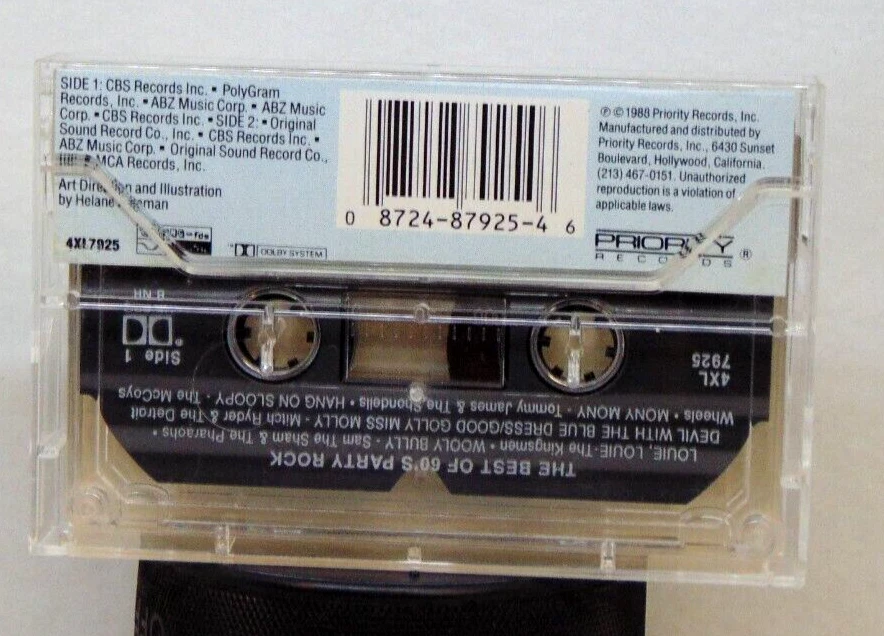 SIDE 1: CBS Records Inc. ▪ PolyGram
Records, Inc. ▪ ABZ Music Corp. ▪ ABZ Music
Corp. ▪ CBS Records Inc. ▪ SIDE 2: ▪ Original
Sound Record Co., Inc. ▪ CBS Records Inc. ▪
ABZ Music Corp. ▪ Original Sound Record Co.,
MCA Records, Inc.
Art Direction and Illustration
by Helane
4XL7925
DOLBY SYSTEM
0 8724-87925-4 6
℗ © 1988 Priority Records, Inc.
Manufactured and distributed by
Priority Records, Inc., 6430 Sunset
Boulevard, Hollywood, California.
(213) 467-0151. Unauthorized
reproduction is a violation of
applicable laws.
PRIORITY
RECORDS ®
THE BEST OF 60'S PARTY ROCK
LOUIE, LOUIE-The Kingsmen • WOOLY BULLY - Sam The Sham & The Pharaohs •
DEVIL WITH THE BLUE DRESS/GOOD GOLLY MISS MOLLY - Mitch Ryder & The Detroit
Wheels • MONY MONY - Tommy James & The Shondells • HANG ON SLOOPY - The McCoys
4XL
7925
Side 1
B NR